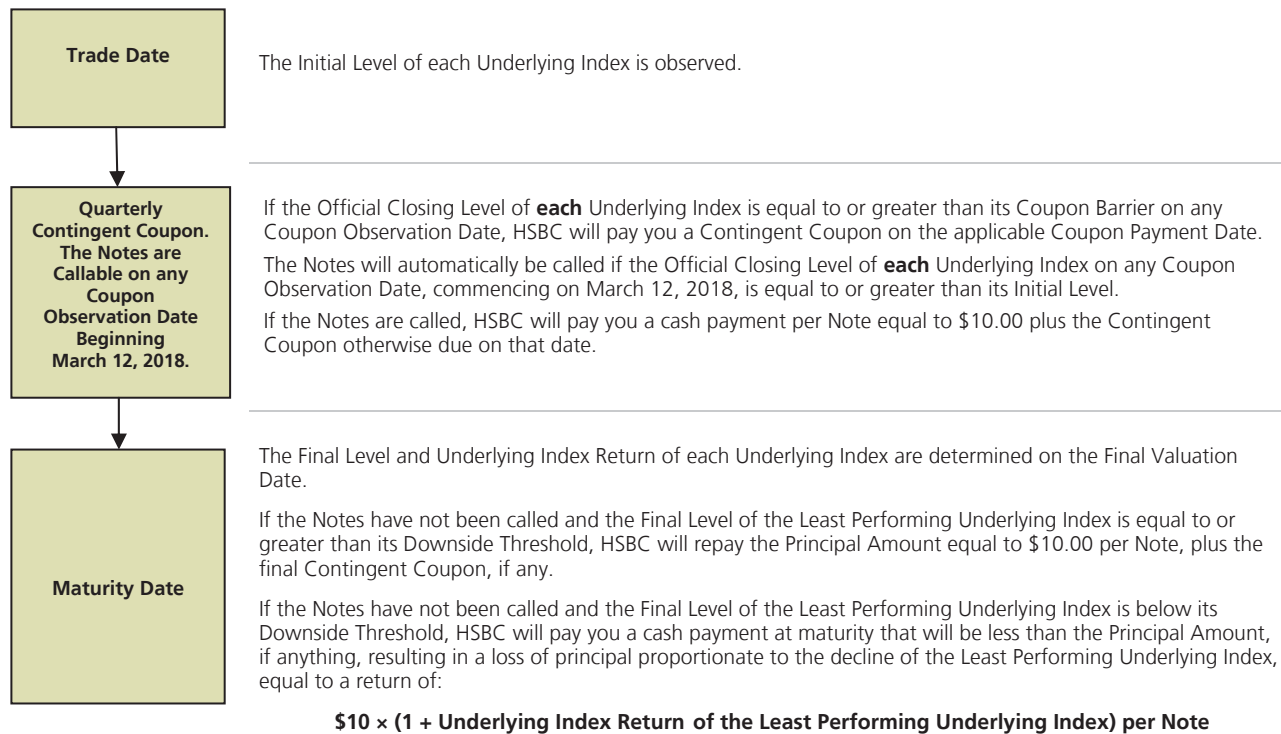 Trade Date
The Initial Level of each Underlying Index is observed.
Quarterly
Contingent Coupon.
The Notes are
Callable on any
Coupon
Observation Date
Beginning
March 12, 2018.
If the Official Closing Level of each Underlying Index is equal to or greater than its Coupon Barrier on any
Coupon Observation Date, HSBC will pay you a Contingent Coupon on the applicable Coupon Payment Date.
The Notes will automatically be called if the Official Closing Level of each Underlying Index on any Coupon
Observation Date, commencing on March 12, 2018, is equal to or greater than its Initial Level.
If the Notes are called, HSBC will pay you a cash payment per Note equal to $10.00 plus the Contingent
Coupon otherwise due on that date.
Maturity Date
The Final Level and Underlying Index Return of each Underlying Index are determined on the Final Valuation
Date.
If the Notes have not been called and the Final Level of the Least Performing Underlying Index is equal to or
greater than its Downside Threshold, HSBC will repay the Principal Amount equal to $10.00 per Note, plus the
final Contingent Coupon, if any.
If the Notes have not been called and the Final Level of the Least Performing Underlying Index is below its
Downside Threshold, HSBC will pay you a cash payment at maturity that will be less than the Principal Amount,
if anything, resulting in a loss of principal proportionate to the decline of the Least Performing Underlying Index,
equal to a return of:
$10 × (1 + Underlying Index Return of the Least Performing Underlying Index) per Note